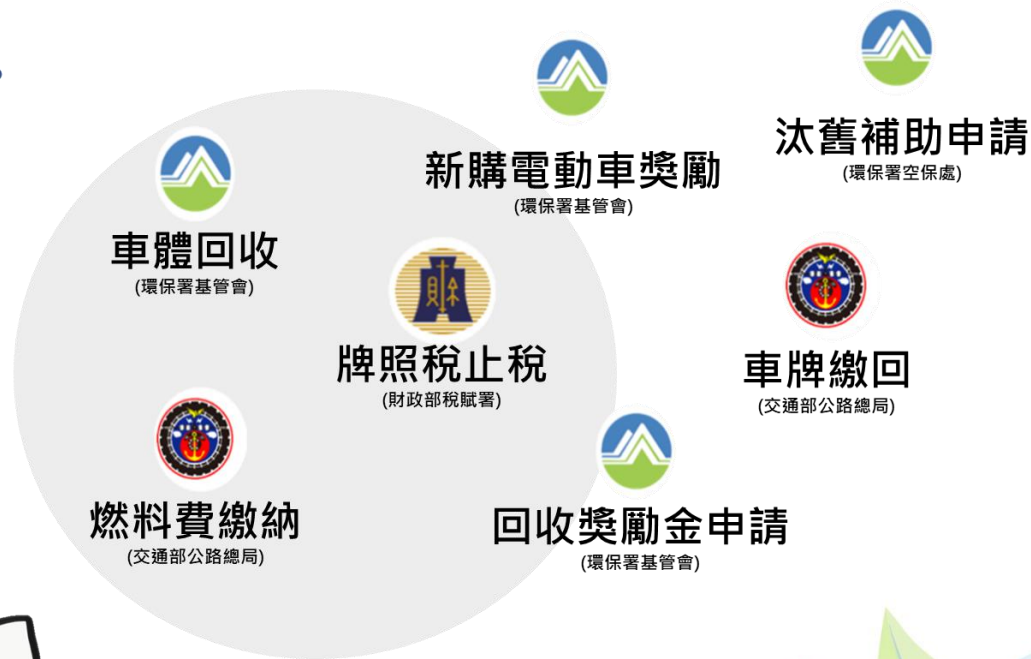 汰舊補助申請
(環保署空保處)
新購電動車獎勵
(環保署基管會)
車體回收
(環保署基管會)
牌照稅止稅
(財政部稅賦署)
車牌繳回
(交通部公路總局)
燃料費繳納
(交通部公路總局)
回收獎勵金申請
(環保署基管會)